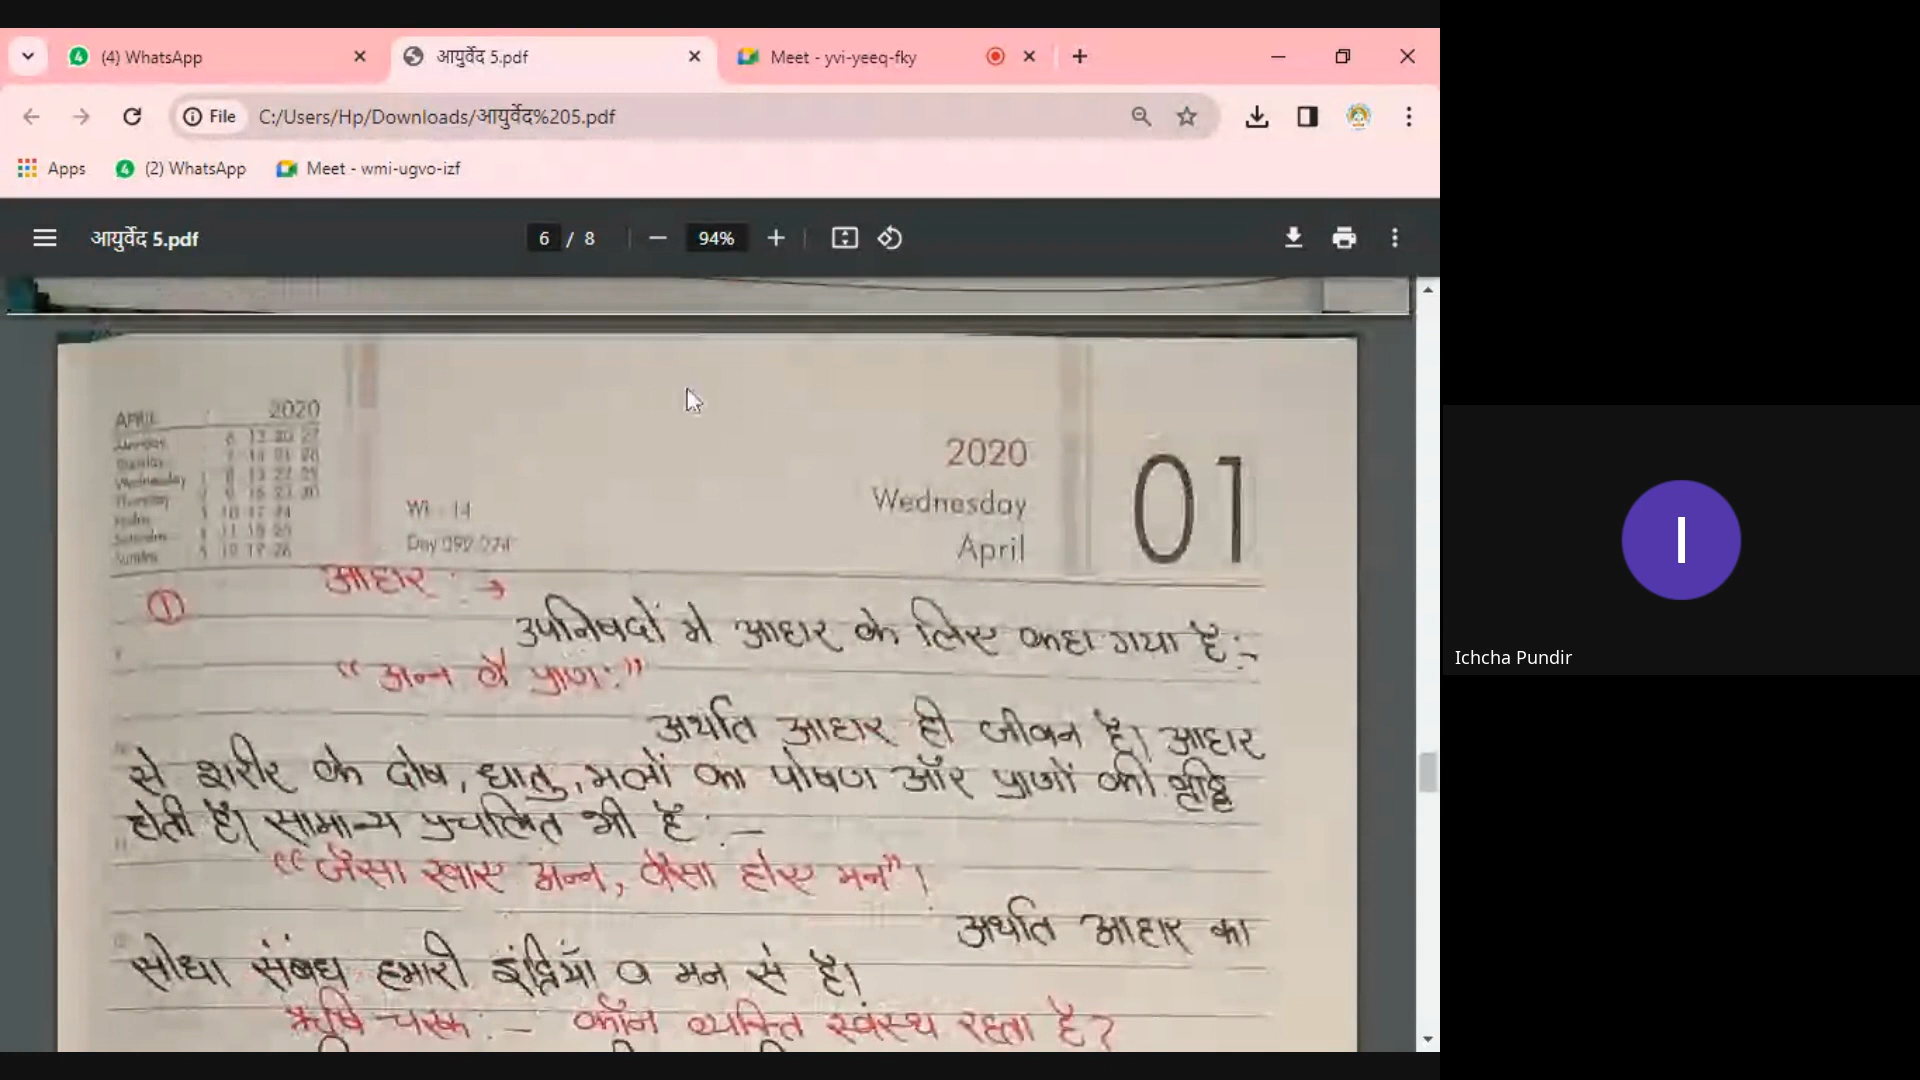 (4) WhatsApp
आयुर्वेद 5.pdf
Meet - yvi-yeeq-fky
File
C:/Users/Hp/Downloads/आयुर्वेद%205.pdf
Apps
(2) WhatsApp
Meet - wmi-ugvo-izf
आयुर्वेद 5.pdf
6 / 8
94%
APRIL 2020
2020
Wednesday
April
01
Wk 14
① आहार : →
उपनिषदों में आहार के लिए कहा गया है:-
“अन्न वै प्राण:”
अर्थात आहार ही जीवन है। आहार
से शरीर के दोष, धातु, मलों का पोषण और प्राणों की
होती है। सामान्य प्रचलित भी है :-
“जैसा खाए अन्न, वैसा होए मन”।
अर्थात आहार का
सीधा संबंध हमारी इंद्रियाँ व मन से है।
ऋषि चरक :- कौन व्यक्ति स्वस्थ रहता है?
I
Ichcha Pundir